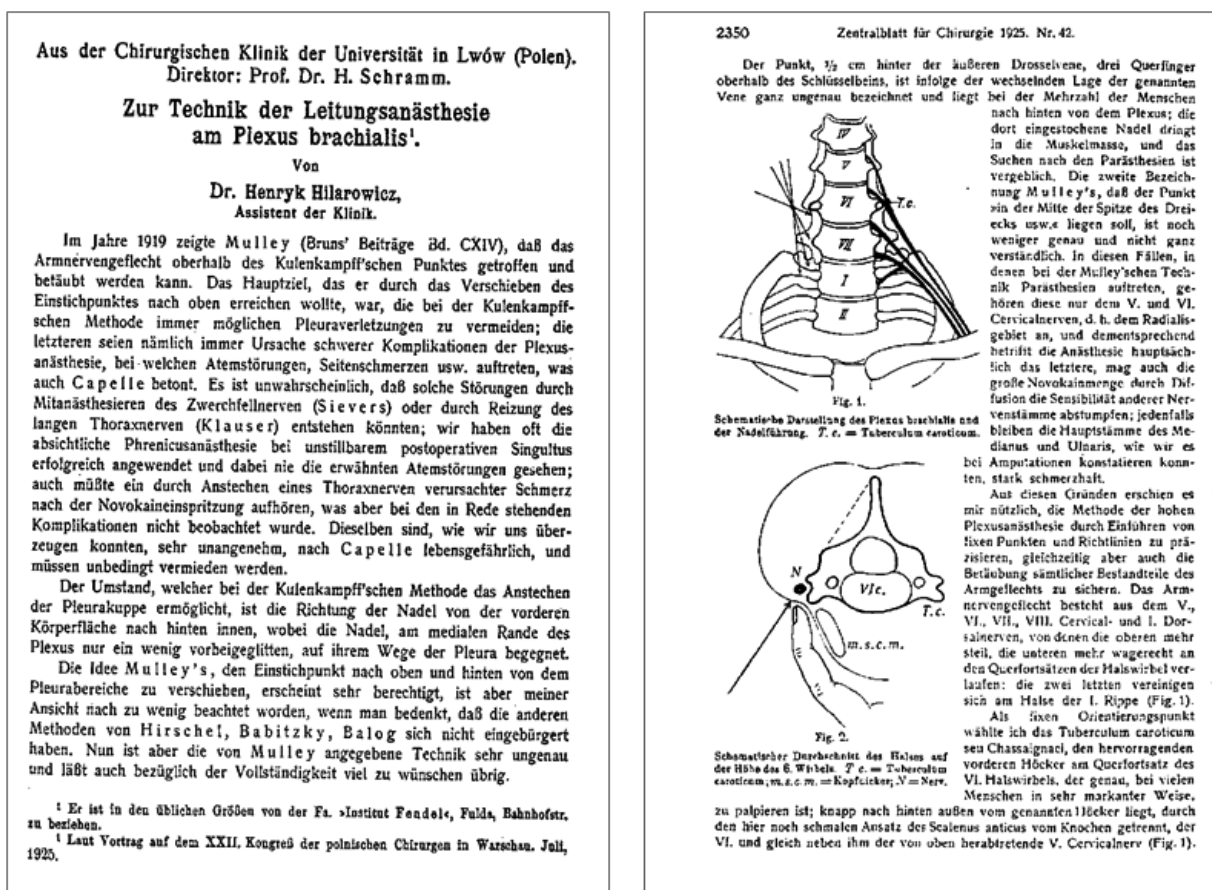 Aus der Chirurgischen Klinik der Universität in Lwów (Polen).
Direktor: Prof. Dr. H. Schramm.
Zur Technik der Leitungsanästhesie
am Plexus brachialis¹.
Von
Dr. Henryk Hilarowicz,
Assistent der Klinik.
Im Jahre 1919 zeigte Mulley (Bruns' Beiträge Bd. CXIV), daß das
Armnervengeflecht oberhalb des Kulenkampff'schen Punktes getroffen und
betäubt werden kann. Das Hauptziel, das er durch das Verschieben des
Einstichpunktes nach oben erreichen wollte, war, die bei der Kulenkampff-
schen Methode immer möglichen Pleuraverletzungen zu vermeiden; die
letzteren seien nämlich immer Ursache schwerer Komplikationen der Plexus-
anästhesie, bei welchen Atemstörungen, Seitenschmerzen usw. auftreten, was
auch Capelle betont. Es ist unwahrscheinlich, daß solche Störungen durch
Mitanästhesieren des Zwerchfellnerven (Sievers) oder durch Reizung des
langen Thoraxnerven (Klauser) entstehen könnten; wir haben oft die
absichtliche Phrenicusanästhesie bei unstillbarem postoperativen Singultus
erfolgreich angewendet und dabei nie die erwähnten Atemstörungen gesehen;
auch müßte ein durch Anstechen eines Thoraxnerven verursachter Schmerz
nach der Novokaineinspritzung aufhören, was aber bei den in Rede stehenden
Komplikationen nicht beobachtet wurde. Dieselben sind, wie wir uns über-
zeugen konnten, sehr unangenehm, nach Capelle lebensgefährlich, und
müssen unbedingt vermieden werden.
Der Umstand, welcher bei der Kulenkampff'schen Methode das Anstechen
der Pleurakuppe ermöglicht, ist die Richtung der Nadel von der vorderen
Körperfläche nach hinten innen, wobei die Nadel, am medialen Rande des
Plexus nur ein wenig vorbeigeglitten, auf ihrem Wege der Pleura begegnet.
Die Idee Mulley's, den Einstichpunkt nach oben und hinten von dem
Pleurabereiche zu verschieben, erscheint sehr berechtigt, ist aber meiner
Ansicht nach zu wenig beachtet worden, wenn man bedenkt, daß die anderen
Methoden von Hirschel, Babitzky, Balog sich nicht eingebürgert
haben. Nun ist aber die von Mulley angegebene Technik sehr ungenau
und läßt auch bezüglich der Vollständigkeit viel zu wünschen übrig.
¹ Er ist in den üblichen Größen von der Fa. »Institut Fendel«, Fulda, Bahnhofstr.
zu beziehen.
¹ Laut Vortrag auf dem XXII. Kongreß der polnischen Chirurgen in Warschau. Juli,
1925.
2350 Zentralblatt für Chirurgie 1925. Nr. 42.
Der Punkt, ½ cm hinter der äußeren Drosselvene, drei Querfinger
oberhalb des Schlüsselbeins, ist infolge der wechselnden Lage der genannten
Vene ganz ungenau bezeichnet und liegt bei der Mehrzahl der Menschen
nach hinten von dem Plexus; die
dort eingestochene Nadel dringt
in die Muskelmasse, und das
Suchen nach den Parästhesien ist
vergeblich. Die zweite Bezeich-
nung Mulley's, daß der Punkt
»in der Mitte der Spitze des Drei-
ecks usw.« liegen soll, ist noch
weniger genau und nicht ganz
verständlich. In diesen Fällen, in
denen bei der Mulley'schen Tech-
nik Parästhesien auftreten, ge-
hören diese nur dem V. und VI.
Cervicalnerven, d. h. dem Radialis-
gebiet an, und dementsprechend
betrifft die Anästhesie hauptsäch-
lich das letztere, mag auch die
große Novokainmenge durch Dif-
fusion die Sensibilität anderer Ner-
venstämme abstumpfen; jedenfalls
bleiben die Hauptstämme des Me-
dianus und Ulnaris, wie wir es
bei Amputationen konstatieren konn-
ten, stark schmerzhaft.
IV
V
VI
T.c.
VII
I
II
Fig. 1.
Schematische Darstellung des Plexus brachialis und
der Nadelführung. T. c. = Tuberculum caroticum.
Aus diesen Gründen erschien es
mir nützlich, die Methode der hohen
Plexusanästhesie durch Einführen von
fixen Punkten und Richtlinien zu prä-
zisieren, gleichzeitig aber auch die
Betäubung sämtlicher Bestandteile des
Armgeflechts zu sichern. Das Arm-
nervengeflecht besteht aus dem V.,
VI., VII., VIII. Cervical- und I. Dor-
salnerven, von denen die oberen mehr
steil, die unteren mehr wagerecht an
den Querfortsätzen der Halswirbel ver-
laufen; die zwei letzten vereinigen
sich am Halse der I. Rippe (Fig. 1).
Als fixen Orientierungspunkt
wählte ich das Tuberculum caroticum
seu Chassaignaci, den hervorragenden
vorderen Höcker am Querfortsatz des
VI. Halswirbels, der genau, bei vielen
Menschen in sehr markanter Weise,
N
VIc.
T.c.
m.s.c.m.
Fig. 2.
Schematischer Durchschnitt des Halses auf
der Höhe des 6. Wirbels. T c. = Tuberculum
caroticum; m.s.c.m. = Kopfnicker; N = Nerv.
zu palpieren ist; knapp nach hinten außen vom genannten Höcker liegt, durch
den hier noch schmalen Ansatz des Scalenus anticus vom Knochen getrennt, der
VI. und gleich neben ihm der von oben herabtretende V. Cervicalnerv (Fig. 1).